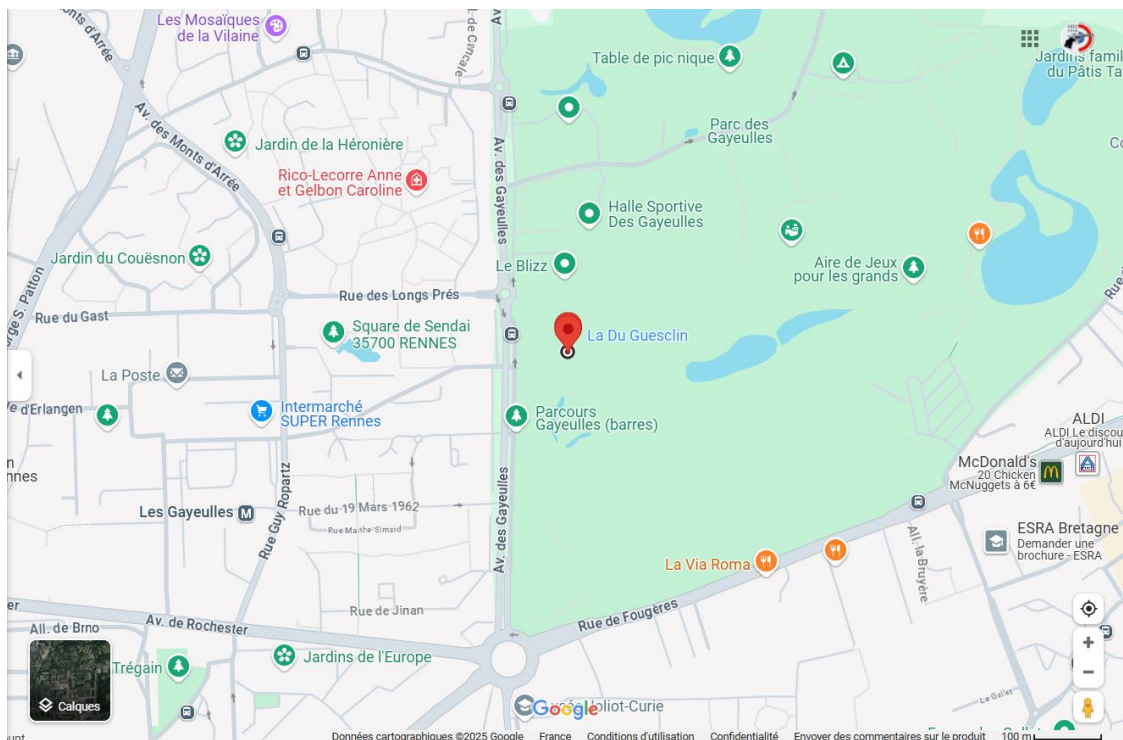 Les Mosaïques
de la Vilaine
Av. des Monts d'Arrée
Al. de Cancale
Table de pic nique
Jardins famil
du Pâtis Ta
Parc des
Gayeulles
Jardin de la Héronière
Rico-Lecorre Anne
et Gelbon Caroline
Av. des Gayeulles
Halle Sportive
Des Gayeulles
Jardin du Couësnon
Le Blizz
Aire de Jeux
pour les grands
Rue des Longs Prés
orge S. Patton
Rue du Gast
Square de Sendai
35700 RENNES
La Du Guesclin
La Poste
e d'Erlangen
Intermarché
SUPER Rennes
Parcours
Gayeulles (barres)
ALDI
ALDI Le discou
d'aujourd'hui
McDonald's
20 Chicken
McNuggets à 6€
nnes
Les Gayeulles
M
Rue du 19 Mars 1962
Rue Guy Ropartz
Av. des Gayeulles
ESRA Bretagne
Demander une
brochure - ESRA
All. la Bruyère
La Via Roma
Rue de Fougères
Rue de Jinan
Av. de Rochester
All. de Brno
Trégain
Jardins de l'Europe
Calques
Google
Joliot-Curie
Le Gallet
Données cartographiques ©2025 Google France Conditions d'utilisation Confidentialité Envoyer des commentaires sur le produit 100 m